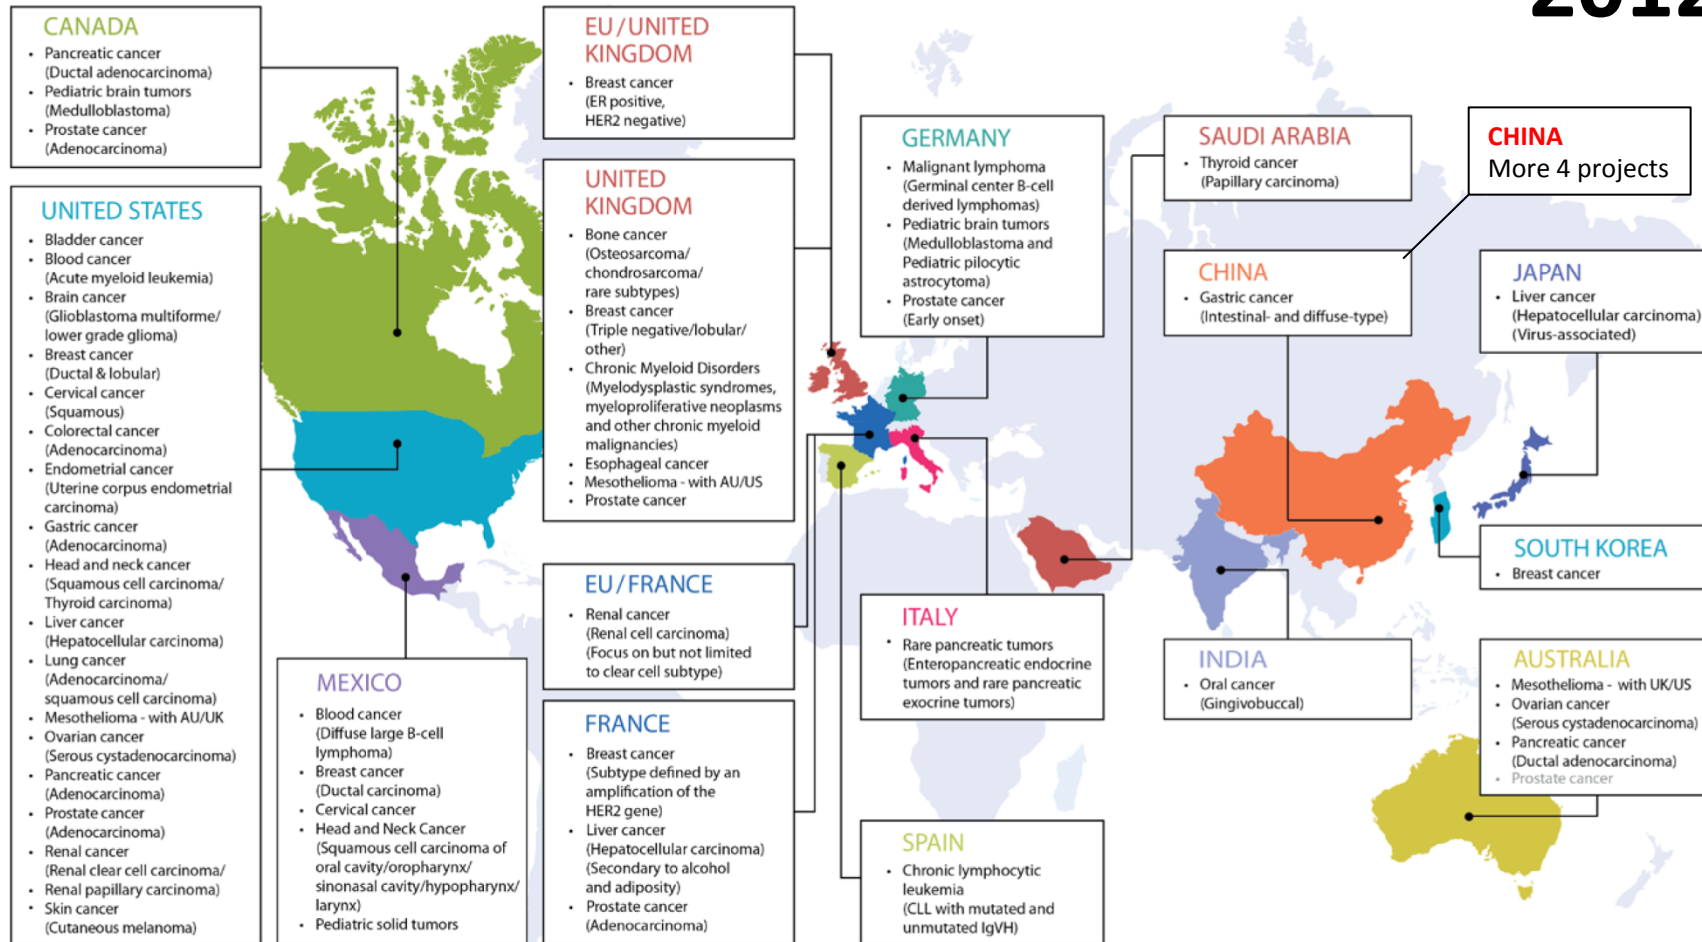 2012
CANADA
• Pancreatic cancer
(Ductal adenocarcinoma)
• Pediatric brain tumors
(Medulloblastoma)
• Prostate cancer
(Adenocarcinoma)
UNITED STATES
• Bladder cancer
• Blood cancer
(Acute myeloid leukemia)
• Brain cancer
(Glioblastoma multiforme/
lower grade glioma)
• Breast cancer
(Ductal & lobular)
• Cervical cancer
(Squamous)
• Colorectal cancer
(Adenocarcinoma)
• Endometrial cancer
(Uterine corpus endometrial
carcinoma)
• Gastric cancer
(Adenocarcinoma)
• Head and neck cancer
(Squamous cell carcinoma/
Thyroid carcinoma)
• Liver cancer
(Hepatocellular carcinoma)
• Lung cancer
(Adenocarcinoma/
squamous cell carcinoma)
• Mesothelioma - with AU/UK
• Ovarian cancer
(Serous cystadenocarcinoma)
• Pancreatic cancer
(Adenocarcinoma)
• Prostate cancer
(Adenocarcinoma)
• Renal cancer
(Renal clear cell carcinoma/
• Renal papillary carcinoma)
• Skin cancer
(Cutaneous melanoma)
MEXICO
• Blood cancer
(Diffuse large B-cell
lymphoma)
• Breast cancer
(Ductal carcinoma)
• Cervical cancer
• Head and Neck Cancer
(Squamous cell carcinoma of
oral cavity/oropharynx/
sinonasal cavity/hypopharynx/
larynx)
• Pediatric solid tumors
EU/UNITED
KINGDOM
• Breast cancer
(ER positive,
HER2 negative)
UNITED
KINGDOM
• Bone cancer
(Osteosarcoma/
chondrosarcoma/
rare subtypes)
• Breast cancer
(Triple negative/lobular/
other)
• Chronic Myeloid Disorders
(Myelodysplastic syndromes,
myeloproliferative neoplasms
and other chronic myeloid
malignancies)
• Esophageal cancer
• Mesothelioma - with AU/US
• Prostate cancer
EU/FRANCE
• Renal cancer
(Renal cell carcinoma)
(Focus on but not limited
to clear cell subtype)
FRANCE
• Breast cancer
(Subtype defined by an
amplification of the
HER2 gene)
• Liver cancer
(Hepatocellular carcinoma)
(Secondary to alcohol
and adiposity)
• Prostate cancer
(Adenocarcinoma)
GERMANY
• Malignant lymphoma
(Germinal center B-cell
derived lymphomas)
• Pediatric brain tumors
(Medulloblastoma and
Pediatric pilocytic
astrocytoma)
• Prostate cancer
(Early onset)
ITALY
• Rare pancreatic tumors
(Enteropancreatic endocrine
tumors and rare pancreatic
exocrine tumors)
SPAIN
• Chronic lymphocytic
leukemia
(CLL with mutated and
unmutated IgVH)
SAUDI ARABIA
• Thyroid cancer
(Papillary carcinoma)
CHINA
More 4 projects
CHINA
• Gastric cancer
(Intestinal- and diffuse-type)
JAPAN
• Liver cancer
(Hepatocellular carcinoma)
(Virus-associated)
SOUTH KOREA
• Breast cancer
INDIA
• Oral cancer
(Gingivobuccal)
AUSTRALIA
• Mesothelioma - with UK/US
• Ovarian cancer
(Serous cystadenocarcinoma)
• Pancreatic cancer
(Ductal adenocarcinoma)
• Prostate cancer